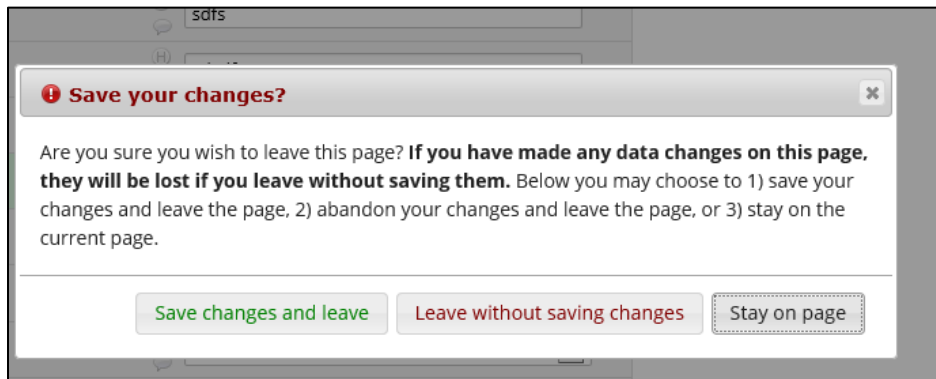 sdfs
H
Save your changes?
Are you sure you wish to leave this page? If you have made any data changes on this page,
they will be lost if you leave without saving them. Below you may choose to 1) save your
changes and leave the page, 2) abandon your changes and leave the page, or 3) stay on the
current page.
Save changes and leave
Leave without saving changes
Stay on page